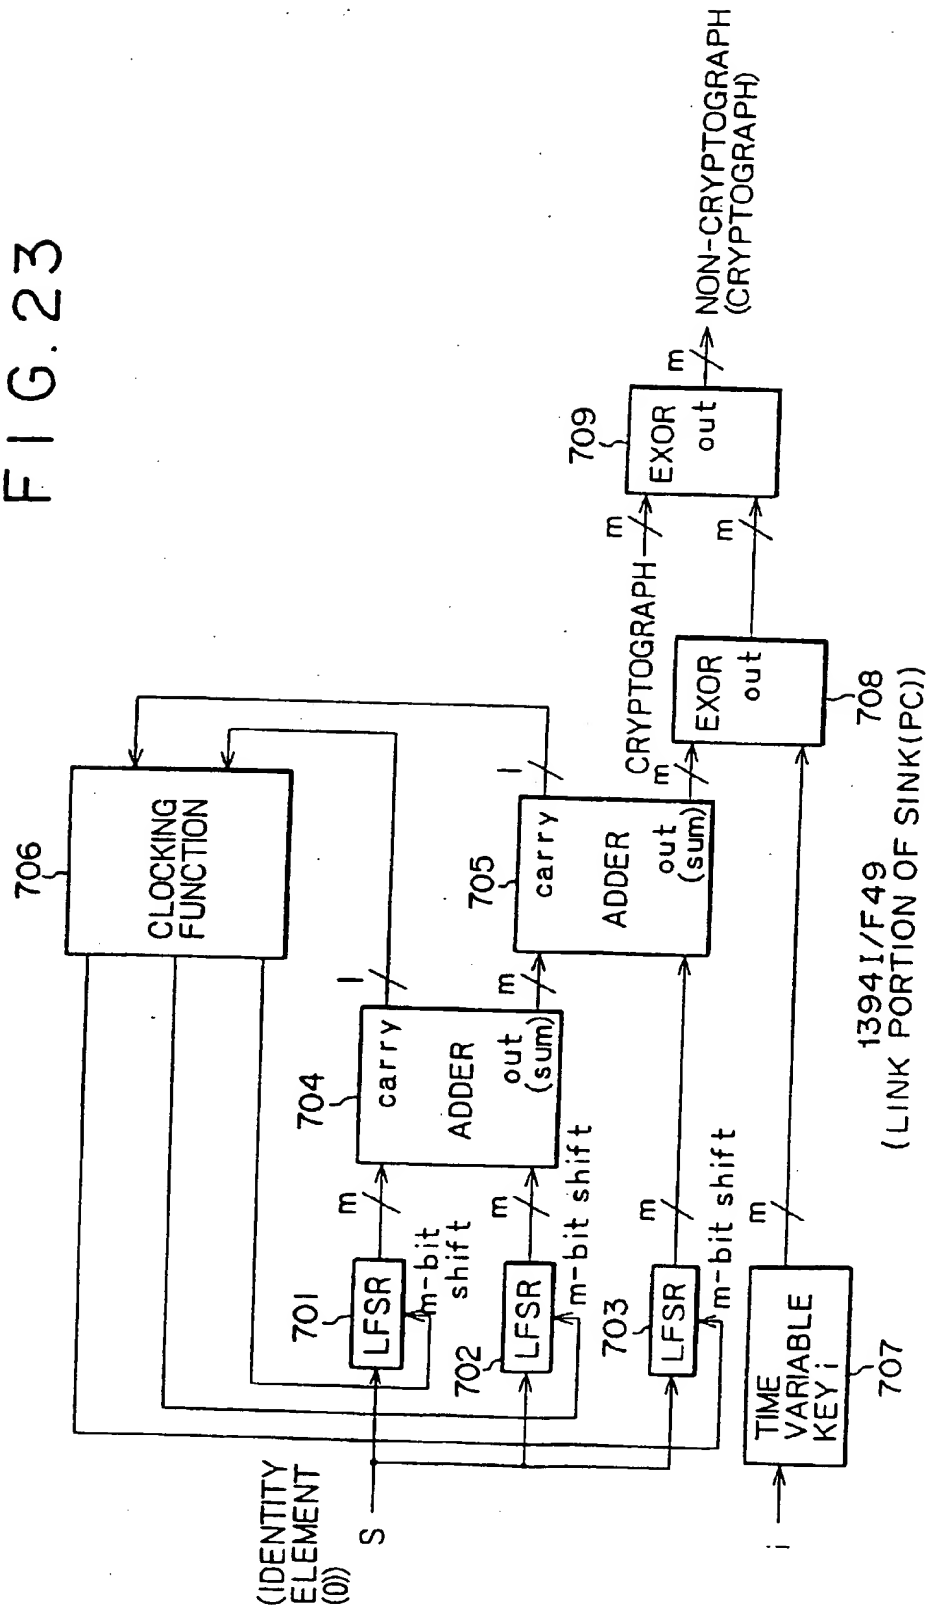 FIG. 23
706
CLOCKING
FUNCTION
(IDENTITY
ELEMENT
(0))
S
701
LFSR
m-bit
shift
m
704
carry
ADDER
out
(sum)
l
702
LFSR
m-bit shift
m
m
705
carry
ADDER
out
(sum)
l
703
LFSR
m-bit shift
m
m
CRYPTOGRAPH
m
709
EXOR
out
m
NON-CRYPTOGRAPH
(CRYPTOGRAPH)
EXOR
out
708
m
i
TIME
VARIABLE
KEY i
707
m
1394I/F 49
(LINK PORTION OF SINK(PC))